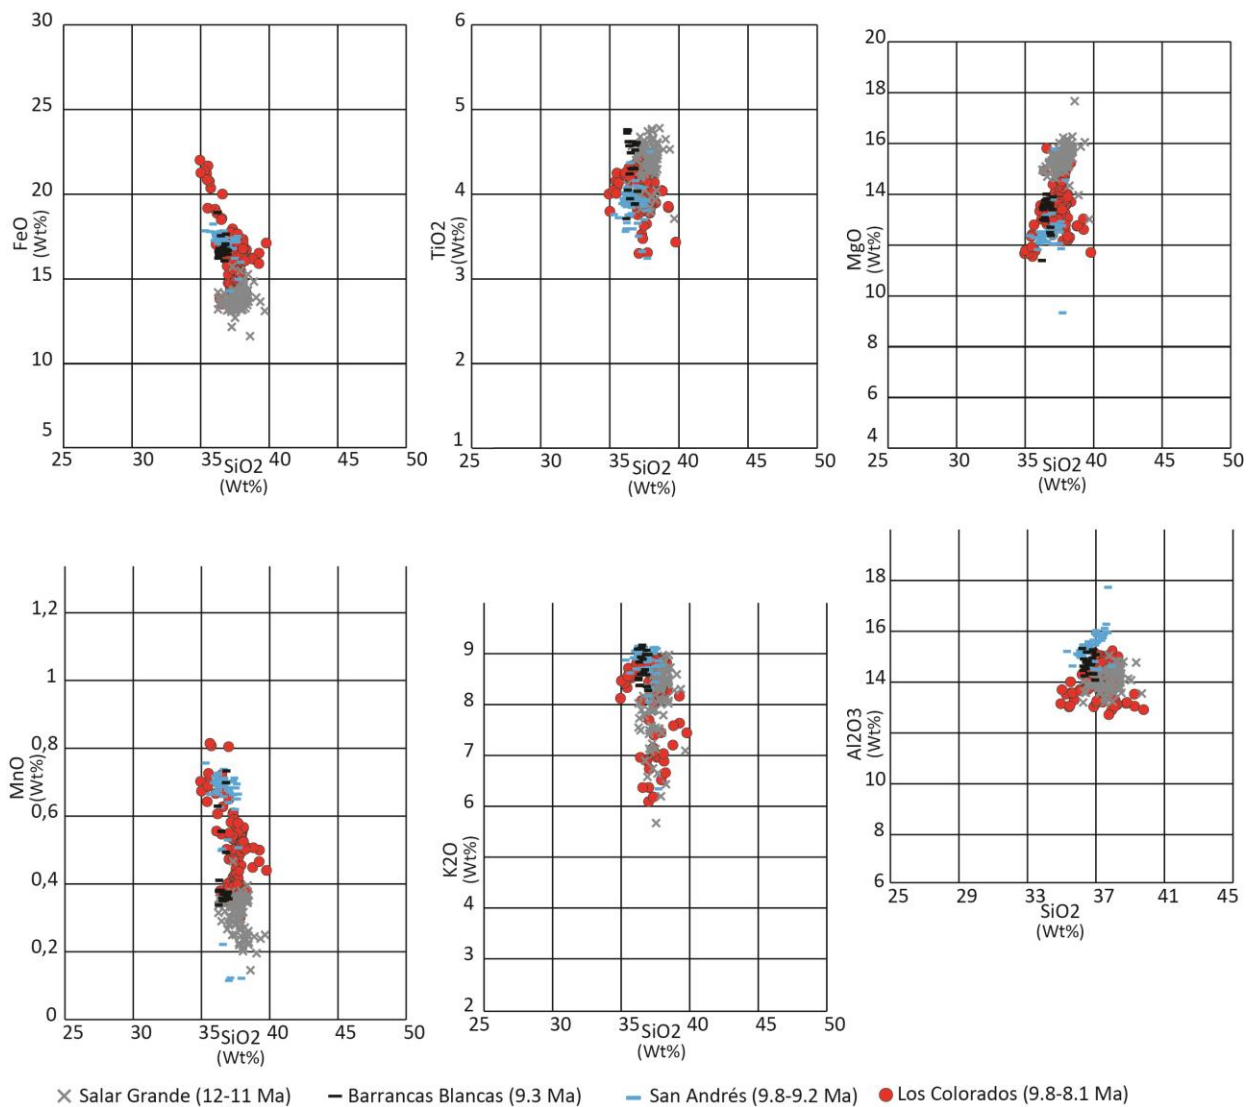 30
25
20
15
10
5
FeO
(Wt%)
25 30 35 40 45 50
SiO2
(Wt%)
6
5
4
3
2
1
TiO2
(Wt%)
25 30 35 40 45 50
SiO2
(Wt%)
20
18
16
14
12
10
8
6
4
MgO
(Wt%)
25 30 35 40 45 50
SiO2
(Wt%)
1,2
1
0,8
0,6
0,4
0,2
0
MnO
(Wt%)
25 30 35 40 45 50
SiO2
(Wt%)
9
8
7
6
5
4
3
2
K2O
(Wt%)
25 30 35 40 45 50
SiO2
(Wt%)
18
16
14
12
10
8
6
Al2O3
(Wt%)
25 29 33 37 41 45
SiO2
(Wt%)
Salar Grande (12-11 Ma) Barrancas Blancas (9.3 Ma) San Andrés (9.8-9.2 Ma) Los Colorados (9.8-8.1 Ma)